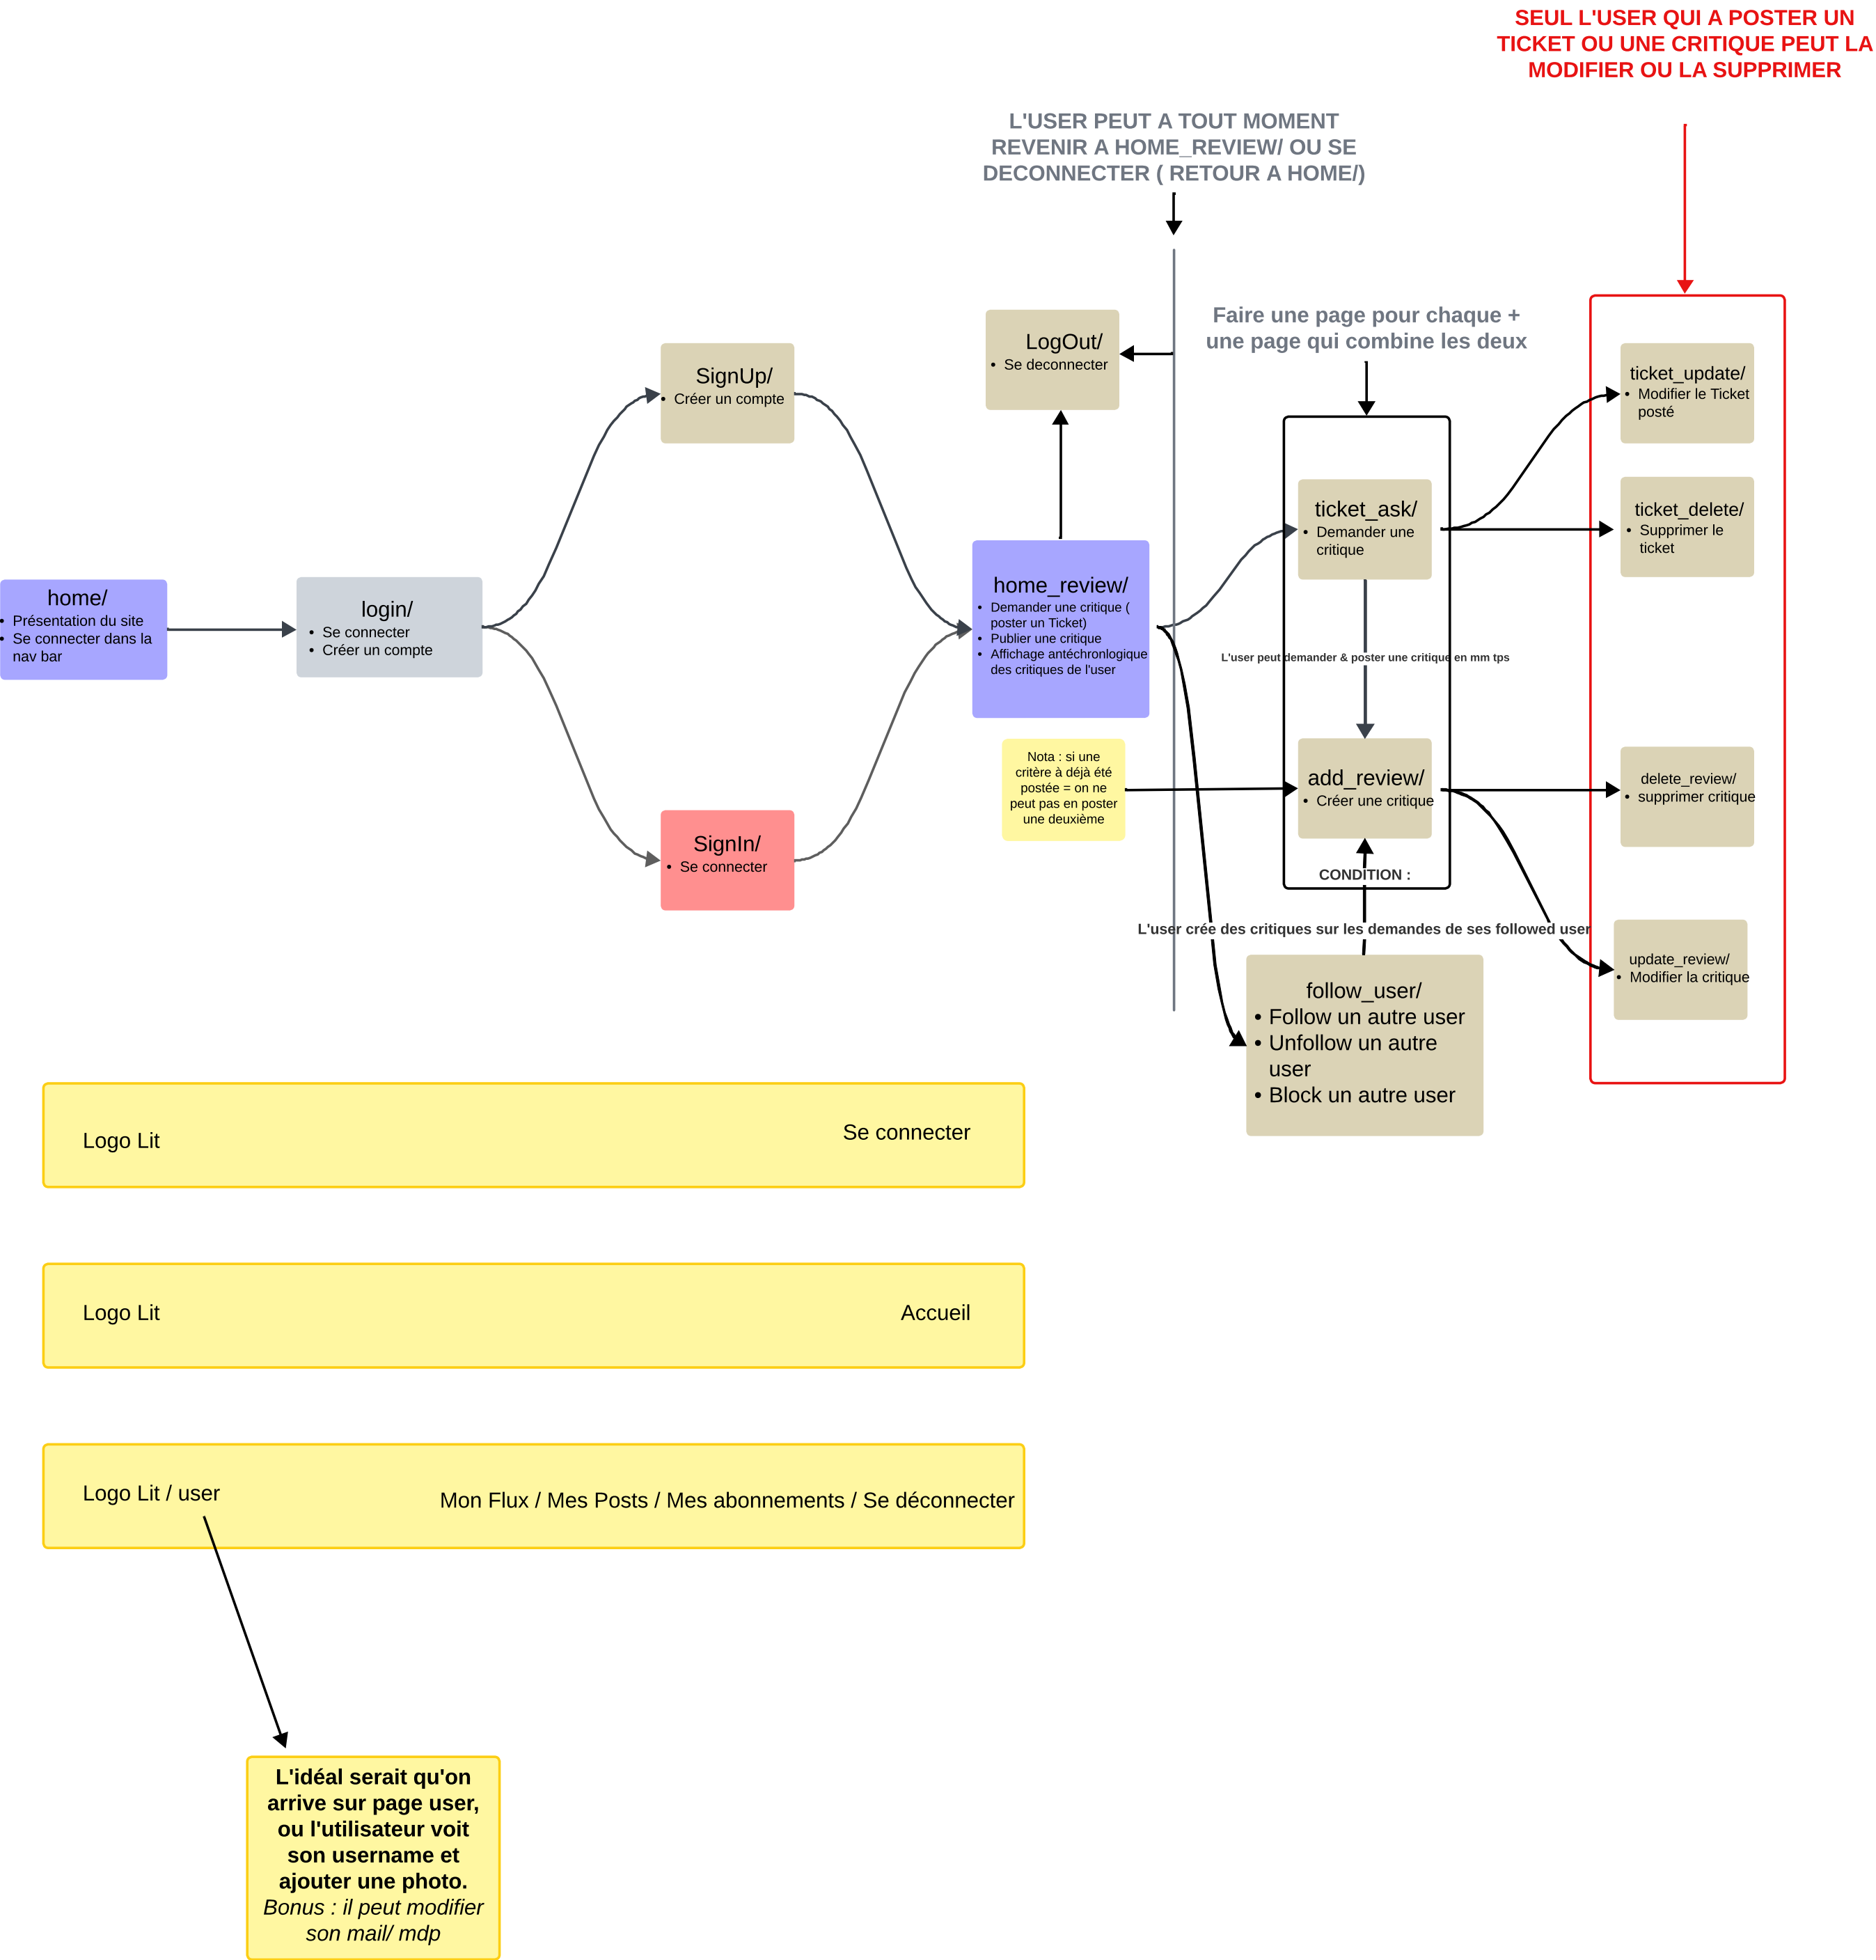 SEUL L'USER QUI A POSTER UN
TICKET OU UNE CRITIQUE PEUT LA
MODIFIER OU LA SUPPRIMER
L'USER PEUT A TOUT MOMENT
REVENIR A HOME_REVIEW/ OU SE
DECONNECTER ( RETOUR A HOME/)
Faire une page pour chaque +
une page qui combine les deux
home/
• Présentation du site
• Se connecter dans la
nav bar
login/
• Se connecter
• Créer un compte
SignUp/
• Créer un compte
SignIn/
• Se connecter
LogOut/
• Se deconnecter
home_review/
• Demander une critique (
poster un Ticket)
• Publier une critique
• Affichage antéchronlogique
des critiques de l'user
Nota : si une
critère à déjà été
postée = on ne
peut pas en poster
une deuxième
ticket_ask/
• Demander une
critique
L'user peut demander & poster une critique en mm tps
add_review/
• Créer une critique
CONDITION :
L'user crée des critiques sur les demandes de ses followed user
follow_user/
• Follow un autre user
• Unfollow un autre
user
• Block un autre user
ticket_update/
• Modifier le Ticket
posté
ticket_delete/
• Supprimer le
ticket
delete_review/
• supprimer critique
update_review/
• Modifier la critique
Logo Lit
Se connecter
Logo Lit
Accueil
Logo Lit / user
Mon Flux / Mes Posts / Mes abonnements / Se déconnecter
L'idéal serait qu'on
arrive sur page user,
ou l'utilisateur voit
son username et
ajouter une photo.
Bonus : il peut modifier
son mail/ mdp